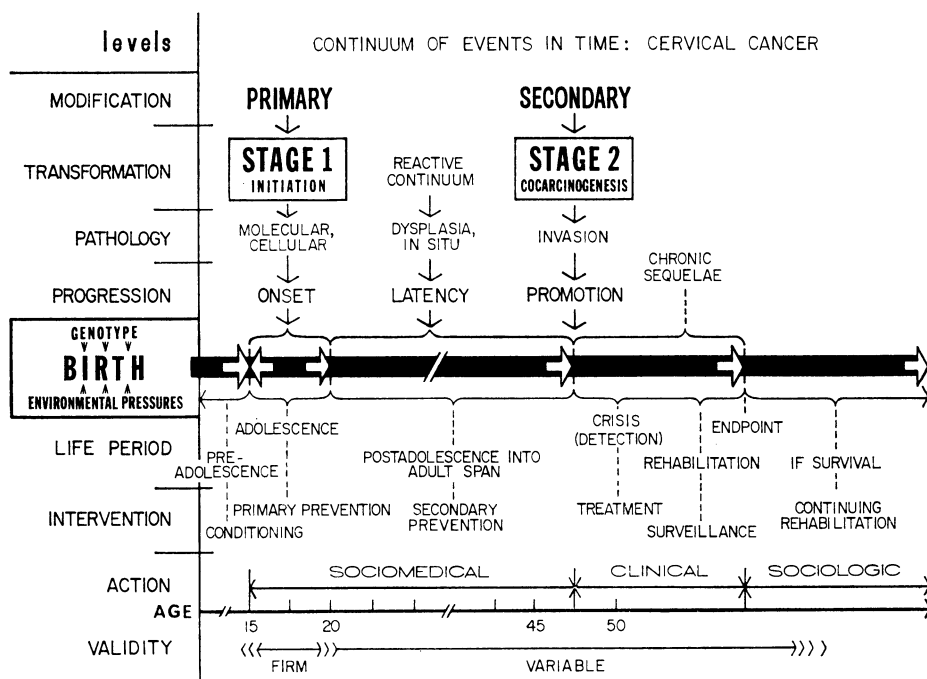 levels
CONTINUUM OF EVENTS IN TIME: CERVICAL CANCER
MODIFICATION
PRIMARY
SECONDARY
TRANSFORMATION
STAGE 1
INITIATION
REACTIVE
CONTINUUM
STAGE 2
COCARCINOGENESIS
PATHOLOGY
MOLECULAR,
CELLULAR
DYSPLASIA,
IN SITU
INVASION
CHRONIC
SEQUELAE
PROGRESSION
ONSET
LATENCY
PROMOTION
GENOTYPE
BIRTH
ENVIRONMENTAL PRESSURES
LIFE PERIOD
PRE-
ADOLESCENCE
ADOLESCENCE
POSTADOLESCENCE INTO
ADULT SPAN
CRISIS
(DETECTION)
REHABILITATION
ENDPOINT
IF SURVIVAL
INTERVENTION
CONDITIONING
PRIMARY PREVENTION
SECONDARY
PREVENTION
TREATMENT
SURVEILLANCE
CONTINUING
REHABILITATION
ACTION
SOCIOMEDICAL
CLINICAL
SOCIOLOGIC
AGE
15 20 45 50
VALIDITY
FIRM
VARIABLE